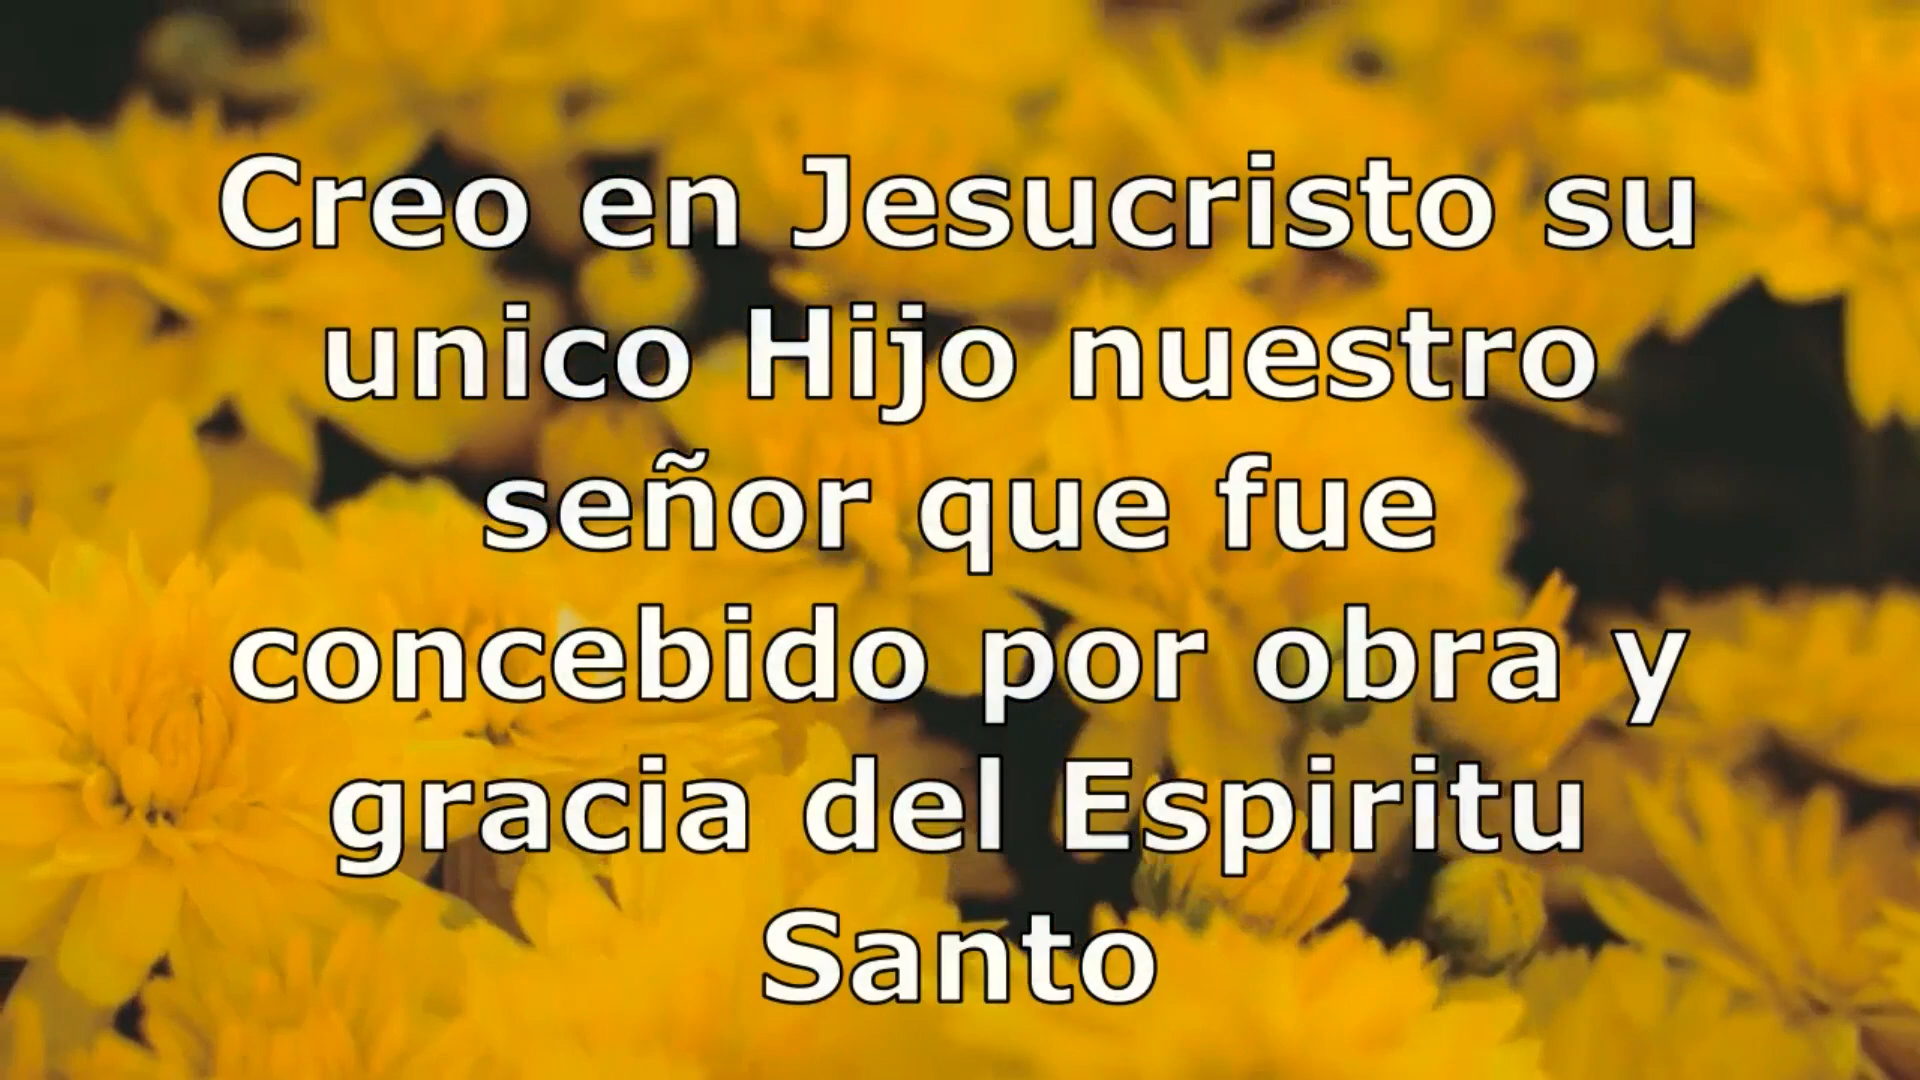 Creo en Jesucristo su
unico Hijo nuestro
señor que fue
concebido por obra y
gracia del Espiritu
Santo